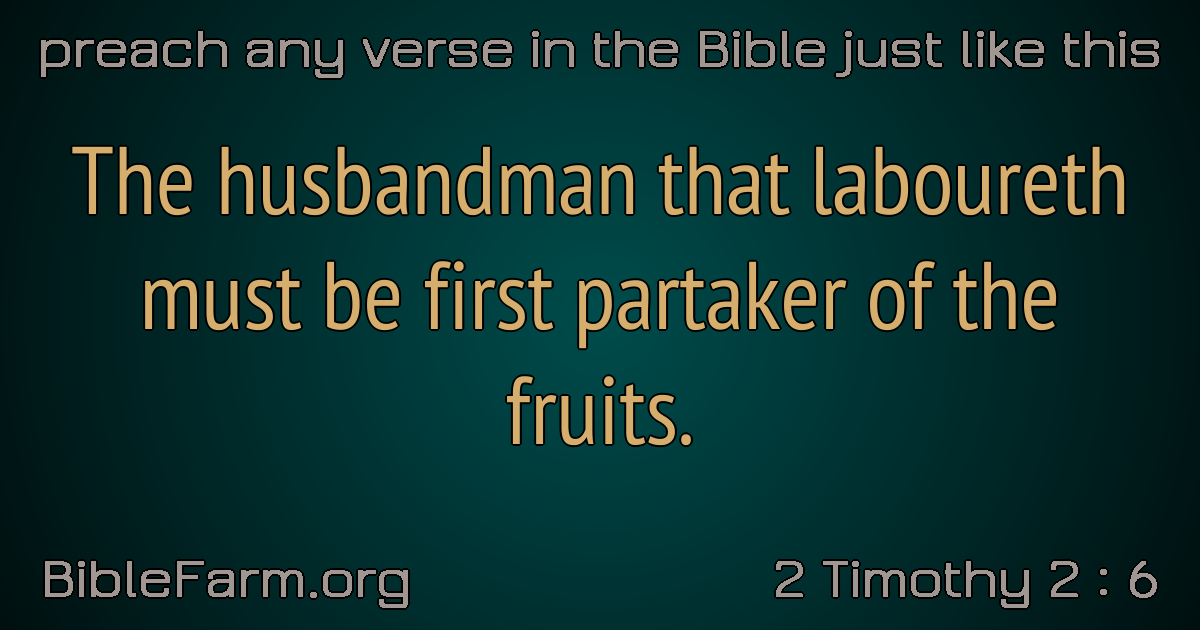 preach any verse in the Bible just like this
The husbandman that laboureth
must be first partaker of the
fruits.
BibleFarm.org
2 Timothy 2 : 6